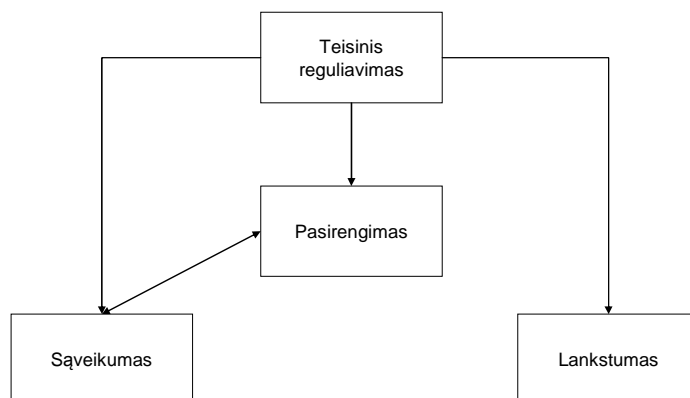 Teisinis
reguliavimas
Pasirengimas
Sąveikumas
Lankstumas